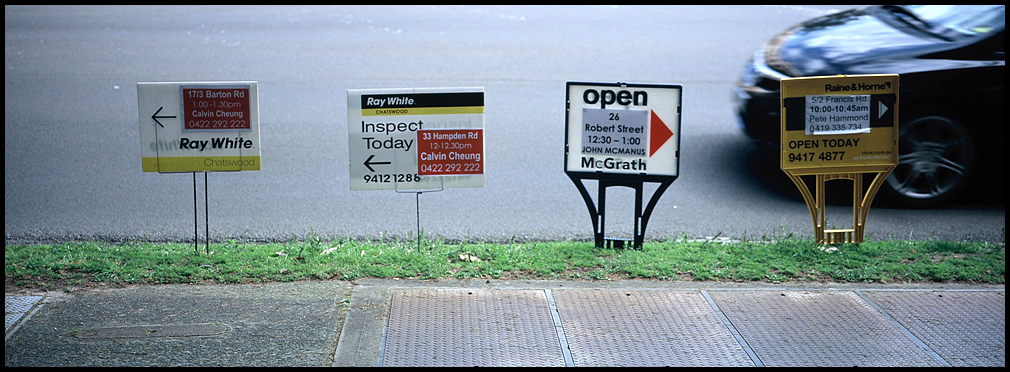 17/3 Barton Rd
1.00 -1.30pm
Calvin Cheung
0422 292 222
Ray White
Chatswood
Ray White
CHATSWOOD
Inspect
Today
33 Hampden Rd
12-12.30pm
Calvin Cheung
0422 292 222
9412 1288
open
26
Robert Street
12:30 – 1:00
JOHN MCMANUS
McGrath
Raine&Horne
5/2 Francis Rd
10:00-10:45am
Pete Hammond
0419 335 734
OPEN TODAY
9417 4877